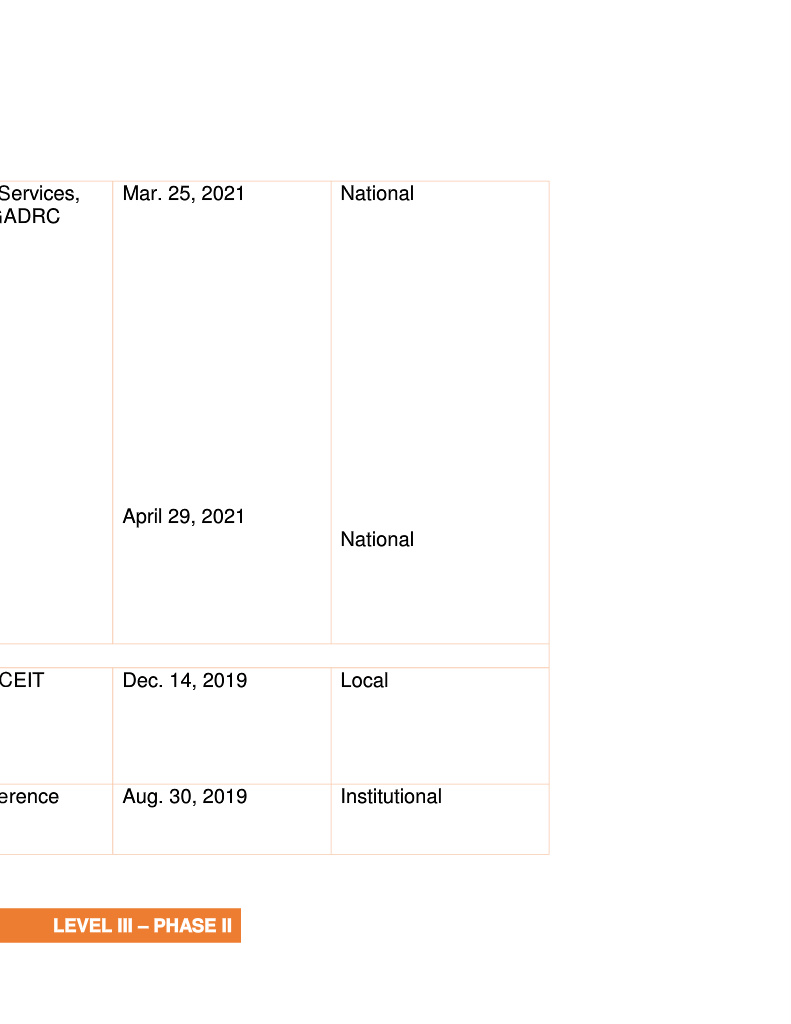 Services, Mar. 25, 2021 National
GADRC
April 29, 2021
National
CEIT Dec. 14, 2019 Local
erence Aug. 30, 2019 Institutional
LEVEL III – PHASE II